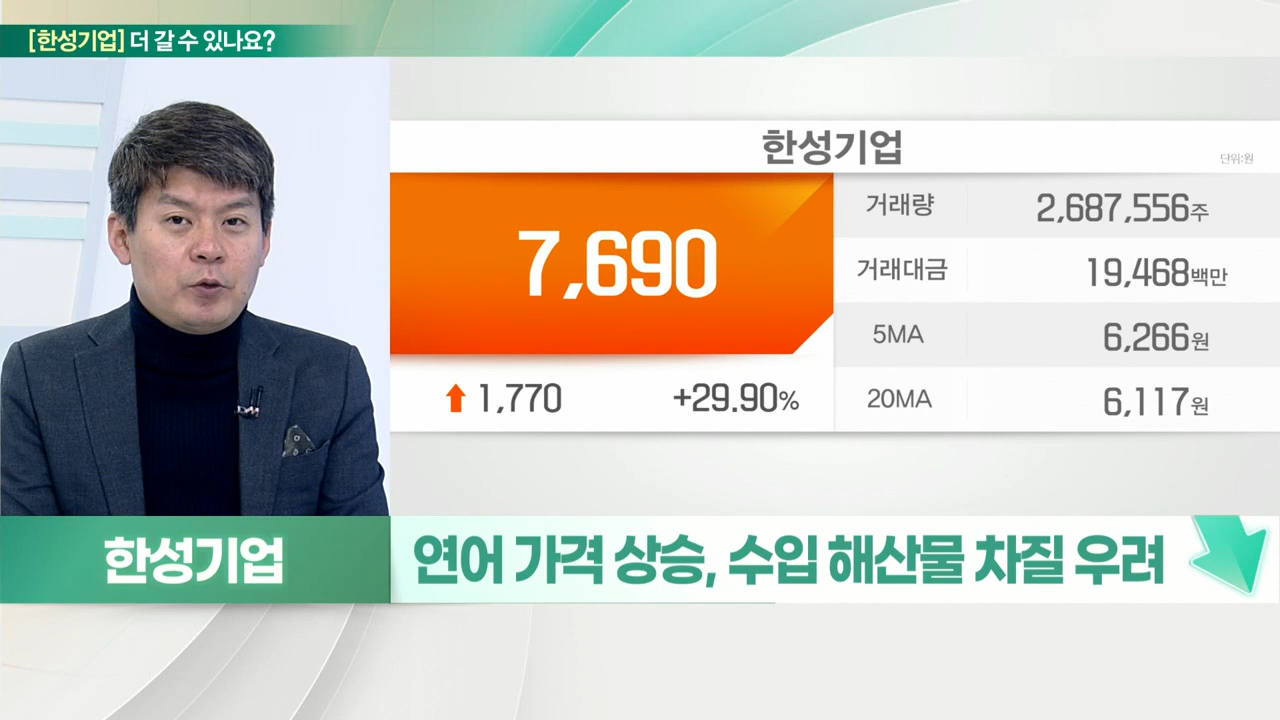 [한성기업] 더 갈 수 있나요?
한성기업
단위:원
7,690
1,770 +29.90%
거래량 2,687,556주
거래대금 19,468백만
5MA 6,266원
20MA 6,117원
한성기업
연어 가격 상승, 수입 해산물 차질 우려